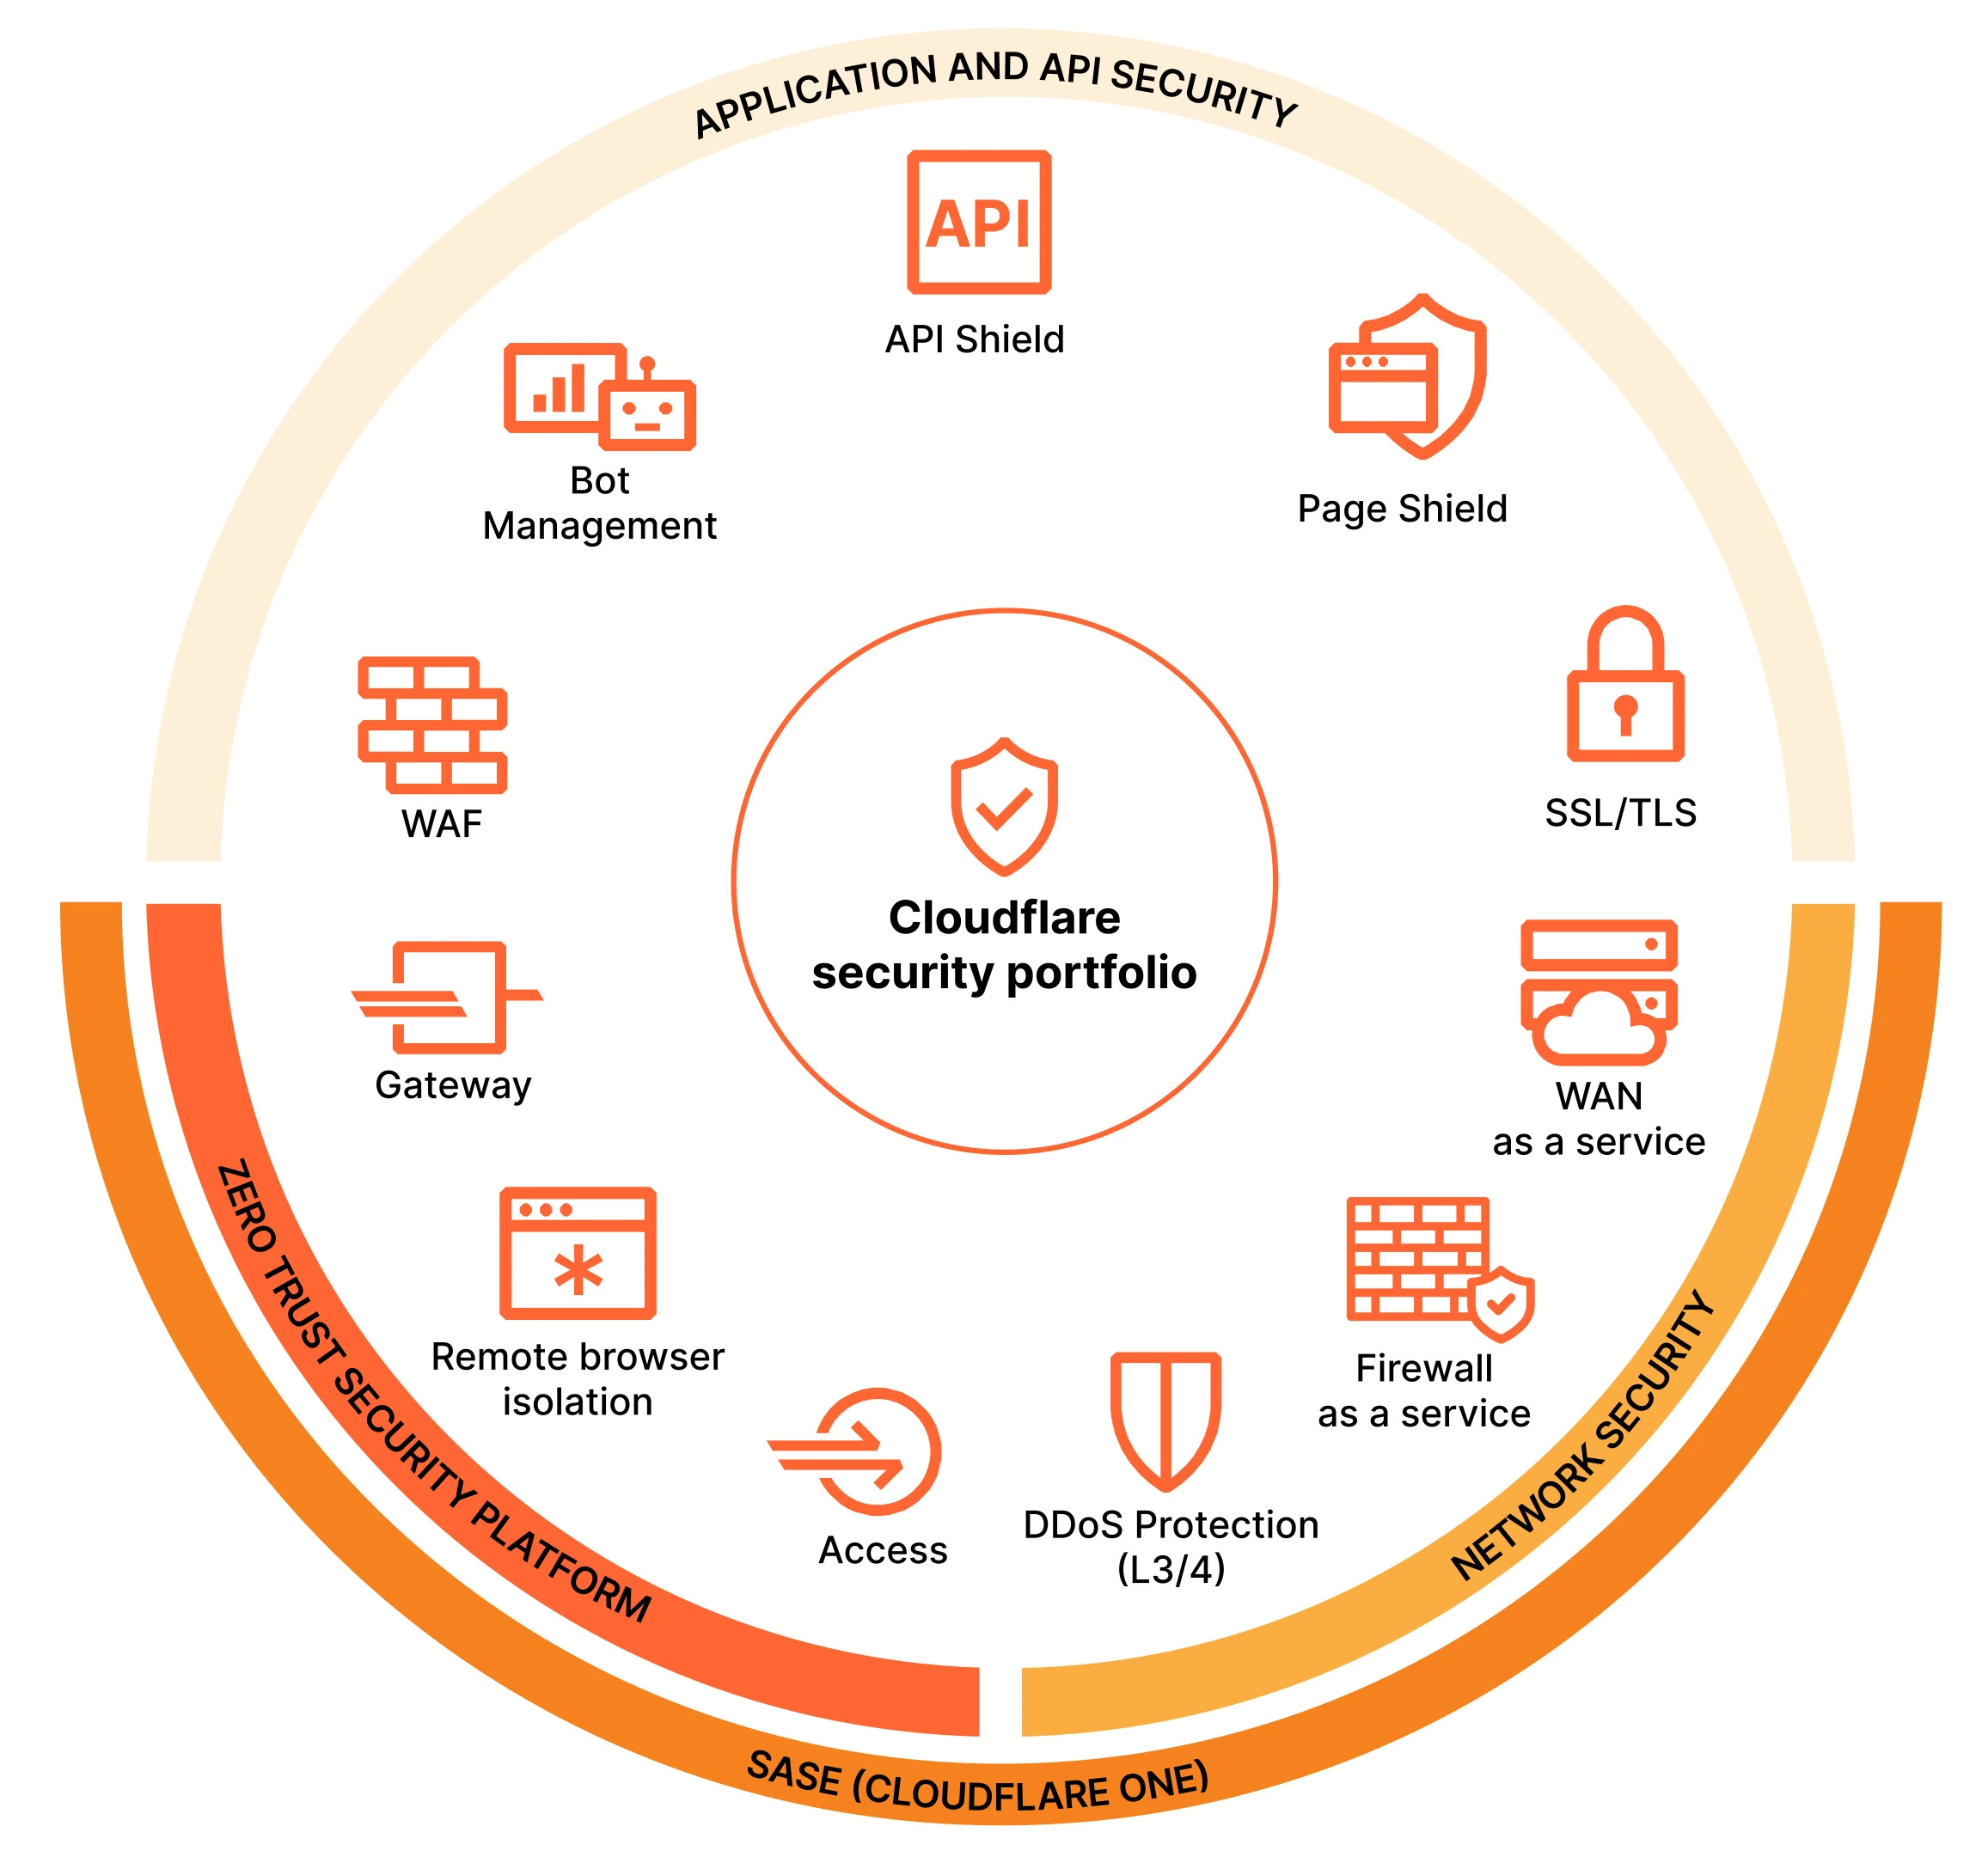 APPLICATION AND API SECURITY
API
API Shield
Bot
Management
Page Shield
WAF
SSL/TLS
Cloudflare
security portfolio
Gateway
WAN
as a service
Remote browser
isolation
Firewall
as a service
Access
DDoS Protection
(L3/4)
ZERO TRUST SECURITY PLATFORM
NETWORK SECURITY
SASE (CLOUDFLARE ONE)